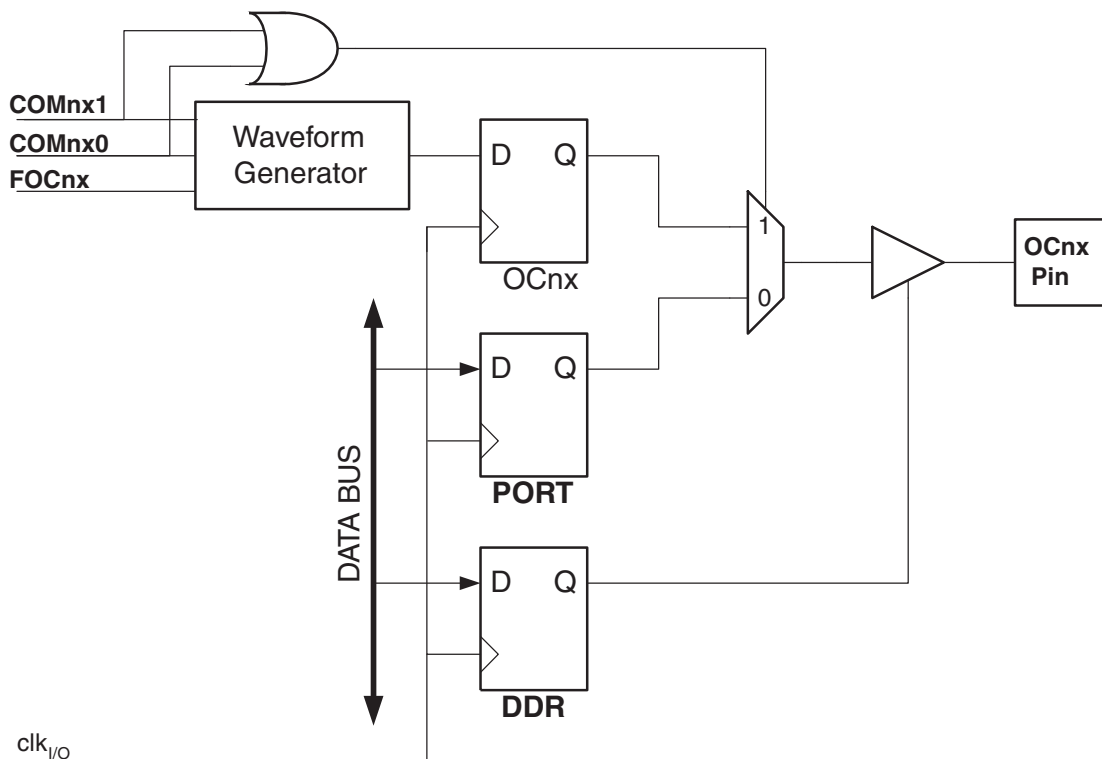 COMnx1
COMnx0
FOCnx
Waveform
Generator
D Q
OCnx
1
0
OCnx
Pin
D Q
PORT
DATA BUS
D Q
DDR
clkI/O